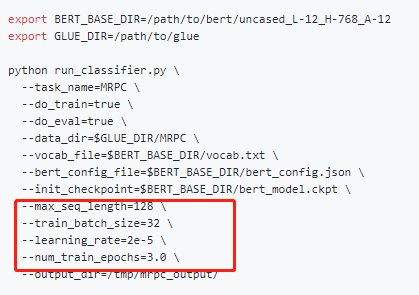 export BERT_BASE_DIR=/path/to/bert/uncased_L-12_H-768_A-12
export GLUE_DIR=/path/to/glue
python run_classifier.py \
--task_name=MRPC \
--do_train=true \
--do_eval=true \
--data_dir=$GLUE_DIR/MRPC \
--vocab_file=$BERT_BASE_DIR/vocab.txt \
--bert_config_file=$BERT_BASE_DIR/bert_config.json \
--init_checkpoint=$BERT_BASE_DIR/bert_model.ckpt \
--max_seq_length=128 \
--train_batch_size=32 \
--learning_rate=2e-5 \
--num_train_epochs=3.0 \
--output_dir=/tmp/mrpc_output/